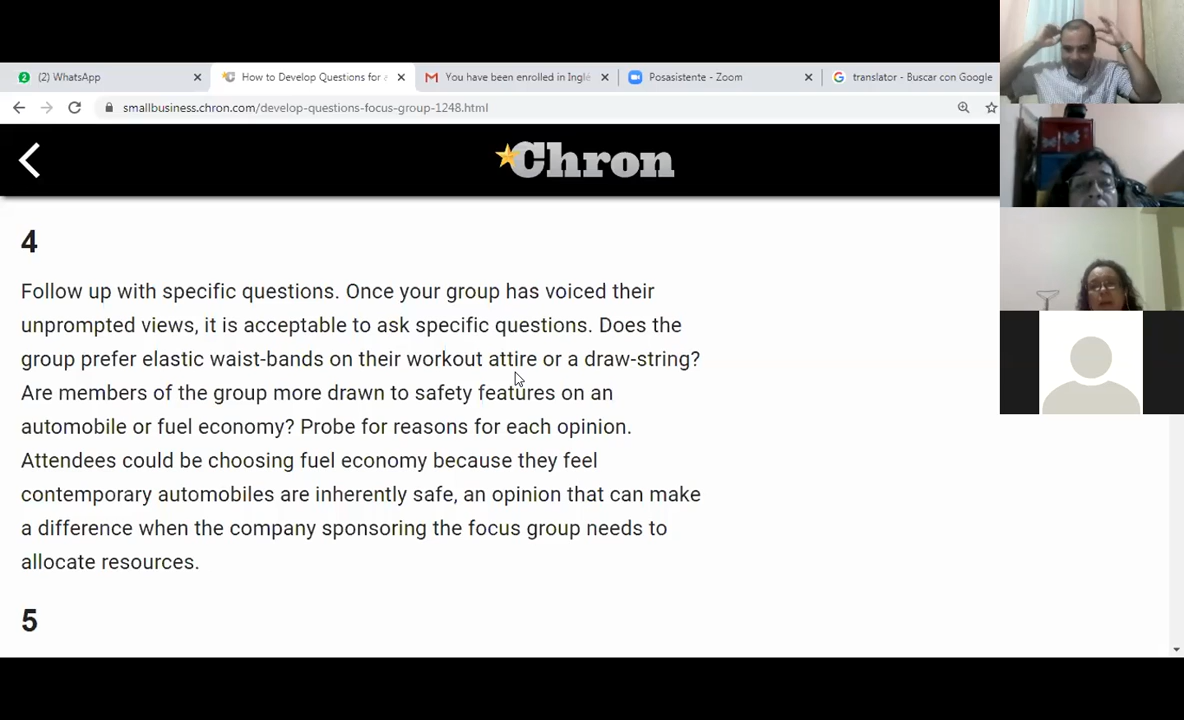 2
(2) WhatsApp
How to Develop Questions for a
You have been enrolled in Inglé
Posasistente - Zoom
translator - Buscar con Google
smallbusiness.chron.com/develop-questions-focus-group-1248.html
Chron
4
Follow up with specific questions. Once your group has voiced their
unprompted views, it is acceptable to ask specific questions. Does the
group prefer elastic waist-bands on their workout attire or a draw-string?
Are members of the group more drawn to safety features on an
automobile or fuel economy? Probe for reasons for each opinion.
Attendees could be choosing fuel economy because they feel
contemporary automobiles are inherently safe, an opinion that can make
a difference when the company sponsoring the focus group needs to
allocate resources.
5